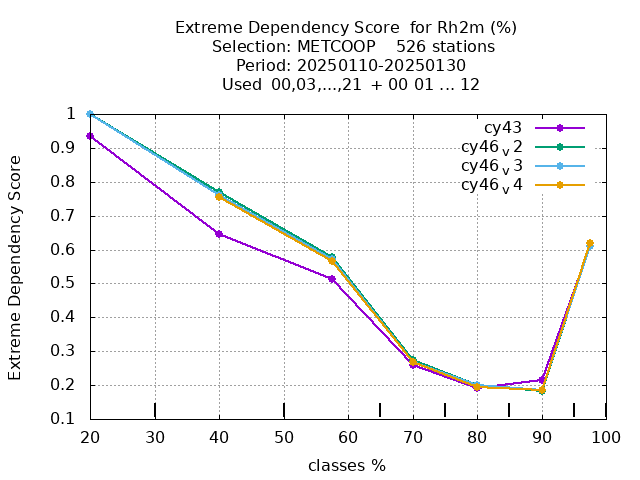 Extreme Dependency Score  for Rh2m (%)
Selection: METCOOP    526 stations
Period: 20250110-20250130
Used  00,03,...,21  + 00 01 ... 12
cy43
cy46 v 2
cy46 v 3
cy46 v 4
Extreme Dependency Score
1
0.9
0.8
0.7
0.6
0.5
0.4
0.3
0.2
0.1
20 30 40 50 60 70 80 90 100
classes %